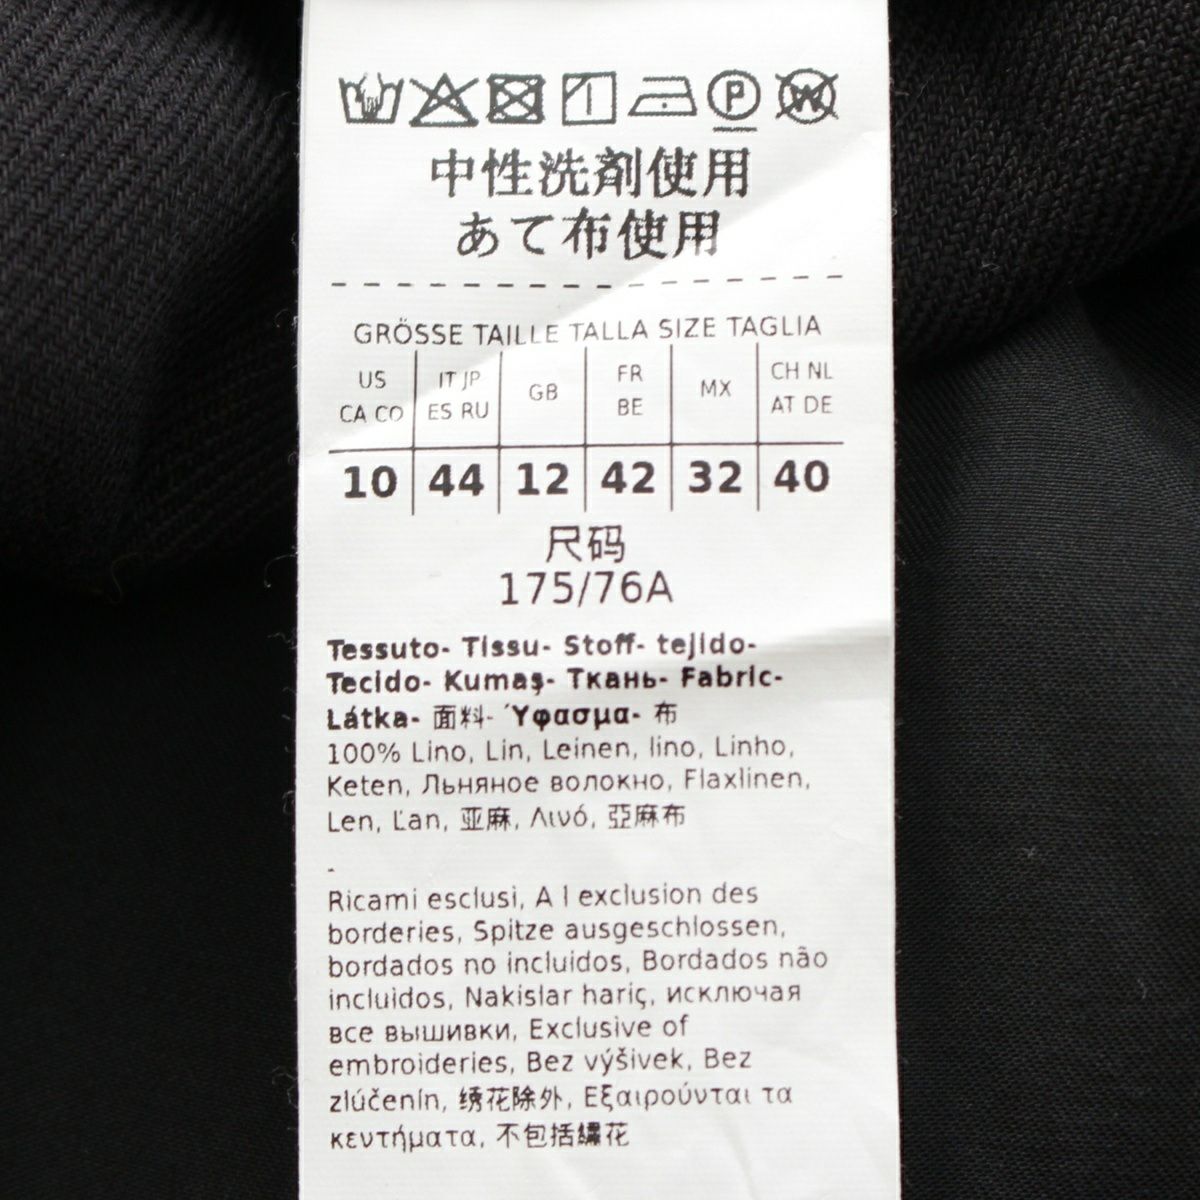 中性洗剤使用
あて布使用
GRÖSSE TAILLE TALLA SIZE TAGLIA
US CA CO IT JP ES RU GB FR BE MX CH NL AT DE
10 44 12 42 32 40
尺码
175/76A
Tessuto- Tissu- Stoff- tejido-
Tecido- Kumaş- Ткань- Fabric-
Látka- 面料- Ύφασμα- 布
100% Lino, Lin, Leinen, lino, Linho,
Keten, Льняное волокно, Flaxlinen,
Len, Ľan, 亚麻, Λινό, 亞麻布
-
Ricami esclusi, A l exclusion des
borderies, Spitze ausgeschlossen,
bordados no incluidos, Bordados não
incluidos, Nakislar hariç, исключая
все вышивки, Exclusive of
embroideries, Bez výšivek, Bez
zlúčenín, 绣花除外, Εξαιρούνται τα
κεντήματα, 不包括繡花